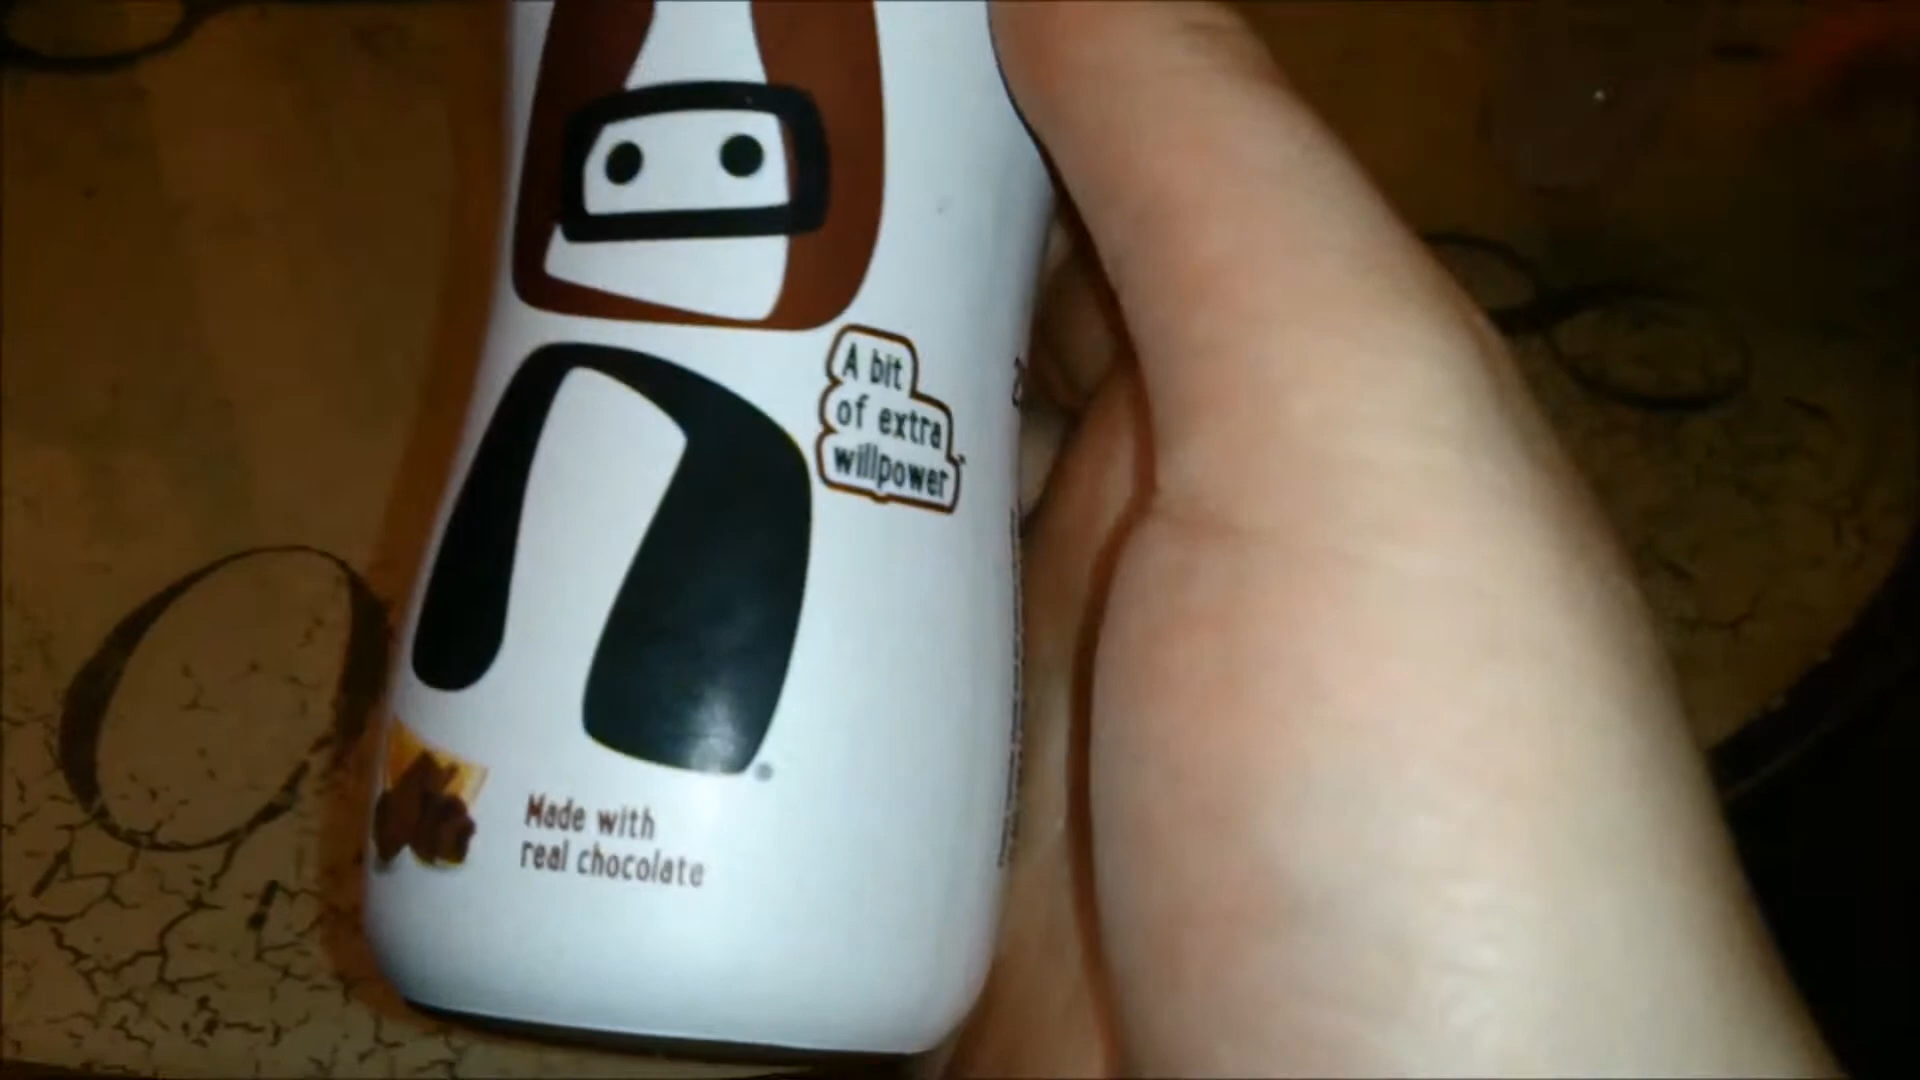 A bit
of extra
willpower
Made with
real chocolate